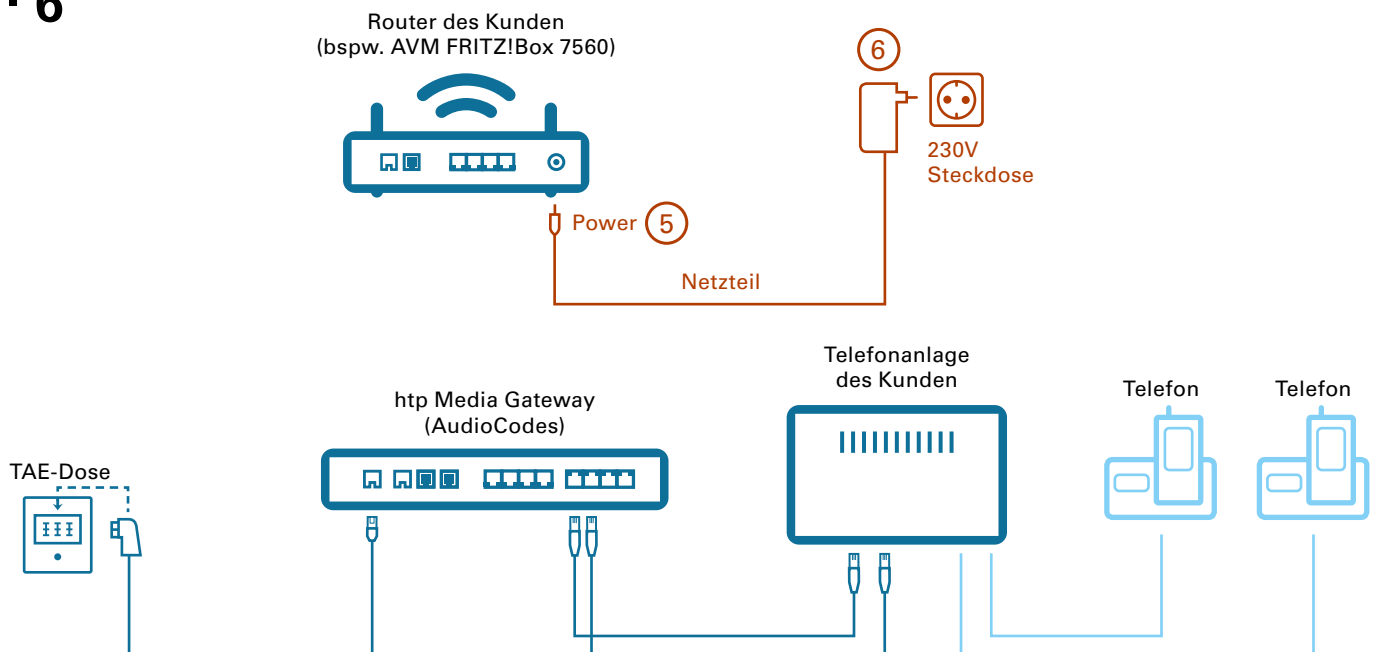 · 6
Router des Kunden
(bspw. AVM FRITZ!Box 7560)
6
230V
Steckdose
Power 5
Netzteil
Telefonanlage
des Kunden
htp Media Gateway
(AudioCodes)
Telefon
Telefon
TAE-Dose